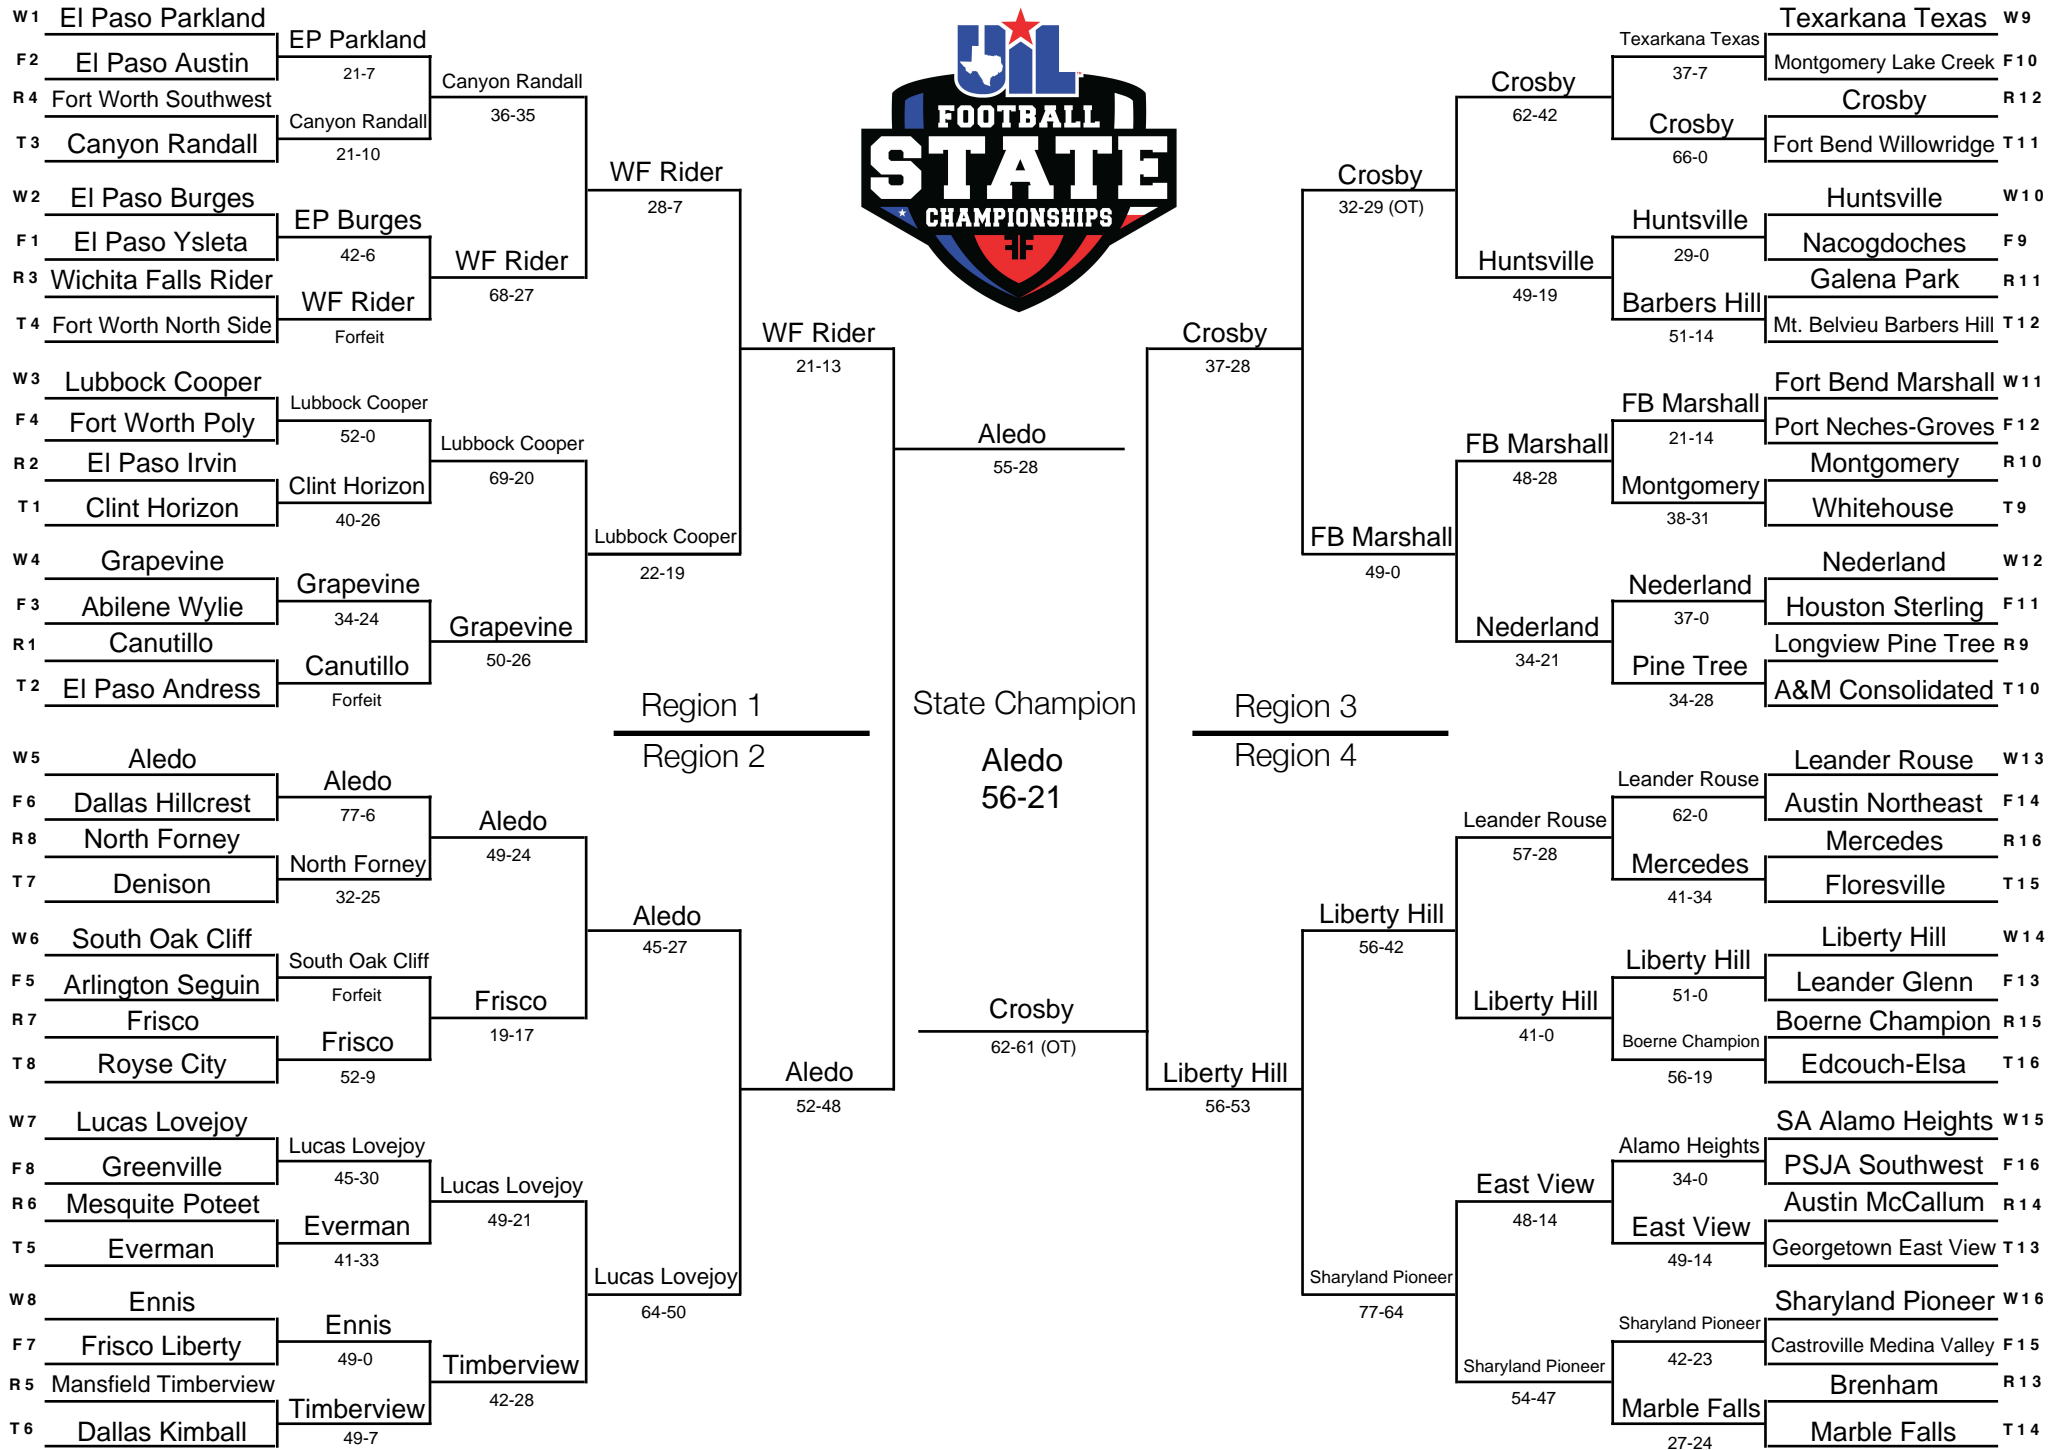 W1 El Paso Parkland
F2 El Paso Austin
R4 Fort Worth Southwest
T3 Canyon Randall
W2 El Paso Burges
F1 El Paso Ysleta
R3 Wichita Falls Rider
T4 Fort Worth North Side
W3 Lubbock Cooper
F4 Fort Worth Poly
R2 El Paso Irvin
T1 Clint Horizon
W4 Grapevine
F3 Abilene Wylie
R1 Canutillo
T2 El Paso Andress
W5 Aledo
F6 Dallas Hillcrest
R8 North Forney
T7 Denison
W6 South Oak Cliff
F5 Arlington Seguin
R7 Frisco
T8 Royse City
W7 Lucas Lovejoy
F8 Greenville
R6 Mesquite Poteet
T5 Everman
W8 Ennis
F7 Frisco Liberty
R5 Mansfield Timberview
T6 Dallas Kimball
EP Parkland
21-7
Canyon Randall
21-10
EP Burges
42-6
WF Rider
Forfeit
Lubbock Cooper
52-0
Clint Horizon
40-26
Grapevine
34-24
Canutillo
Forfeit
Aledo
77-6
North Forney
32-25
South Oak Cliff
Forfeit
Frisco
52-9
Lucas Lovejoy
45-30
Everman
41-33
Ennis
49-0
Timberview
49-7
Canyon Randall
36-35
WF Rider
68-27
Lubbock Cooper
69-20
Grapevine
50-26
Aledo
49-24
Frisco
19-17
Lucas Lovejoy
49-21
Timberview
42-28
WF Rider
28-7
Lubbock Cooper
22-19
Aledo
45-27
Lucas Lovejoy
64-50
WF Rider
21-13
Aledo
52-48
Region 1
Region 2
UIL
FOOTBALL
STATE
CHAMPIONSHIPS
Aledo
55-28
State Champion
Aledo
56-21
Crosby
62-61 (OT)
Region 3
Region 4
Crosby
37-28
Liberty Hill
56-53
Crosby
32-29 (OT)
FB Marshall
49-0
Liberty Hill
56-42
Sharyland Pioneer
77-64
Crosby
62-42
Huntsville
49-19
FB Marshall
48-28
Nederland
34-21
Leander Rouse
57-28
Liberty Hill
41-0
East View
48-14
Sharyland Pioneer
54-47
Texarkana Texas
37-7
Crosby
66-0
Huntsville
29-0
Barbers Hill
51-14
FB Marshall
21-14
Montgomery
38-31
Nederland
37-0
Pine Tree
34-28
Leander Rouse
62-0
Mercedes
41-34
Liberty Hill
51-0
Boerne Champion
56-19
Alamo Heights
34-0
East View
49-14
Sharyland Pioneer
42-23
Marble Falls
27-24
Texarkana Texas W9
Montgomery Lake Creek F10
Crosby R12
Fort Bend Willowridge T11
Huntsville W10
Nacogdoches F9
Galena Park R11
Mt. Belvieu Barbers Hill T12
Fort Bend Marshall W11
Port Neches-Groves F12
Montgomery R10
Whitehouse T9
Nederland W12
Houston Sterling F11
Longview Pine Tree R9
A&M Consolidated T10
Leander Rouse W13
Austin Northeast F14
Mercedes R16
Floresville T15
Liberty Hill W14
Leander Glenn F13
Boerne Champion R15
Edcouch-Elsa T16
SA Alamo Heights W15
PSJA Southwest F16
Austin McCallum R14
Georgetown East View T13
Sharyland Pioneer W16
Castroville Medina Valley F15
Brenham R13
Marble Falls T14